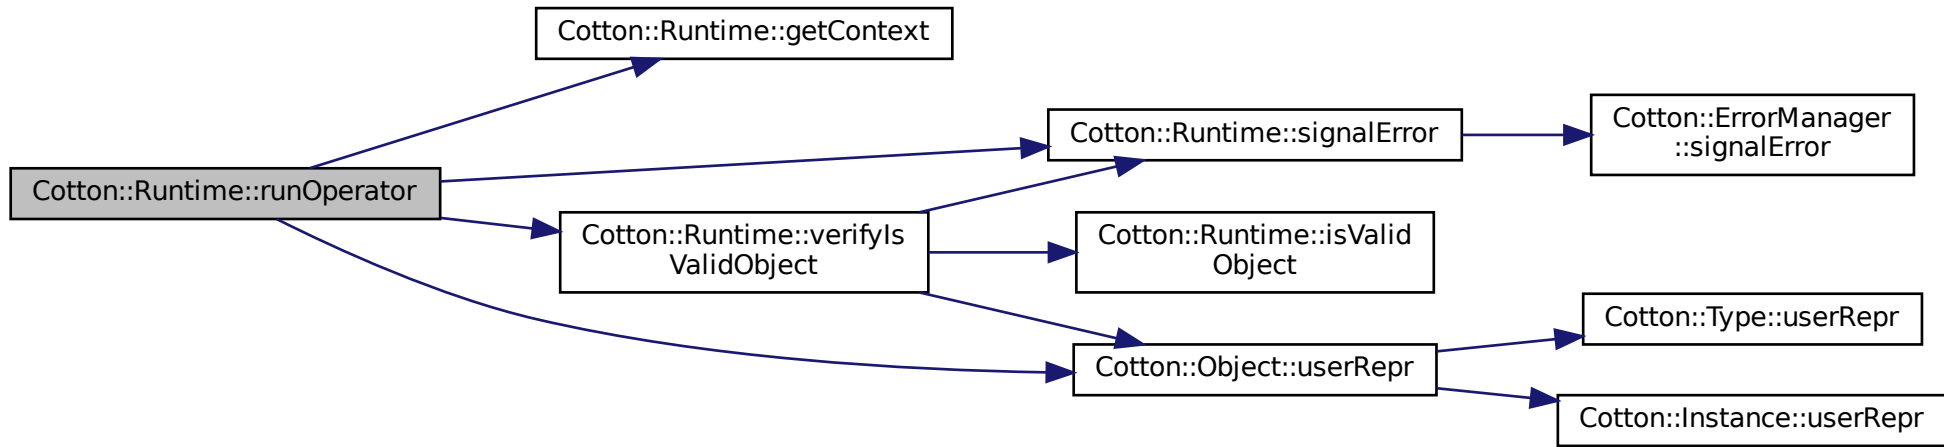 Cotton::Runtime::getContext
Cotton::Runtime::signalError
Cotton::ErrorManager
::signalError
Cotton::Runtime::runOperator
Cotton::Runtime::verifyIs
ValidObject
Cotton::Runtime::isValid
Object
Cotton::Type::userRepr
Cotton::Object::userRepr
Cotton::Instance::userRepr